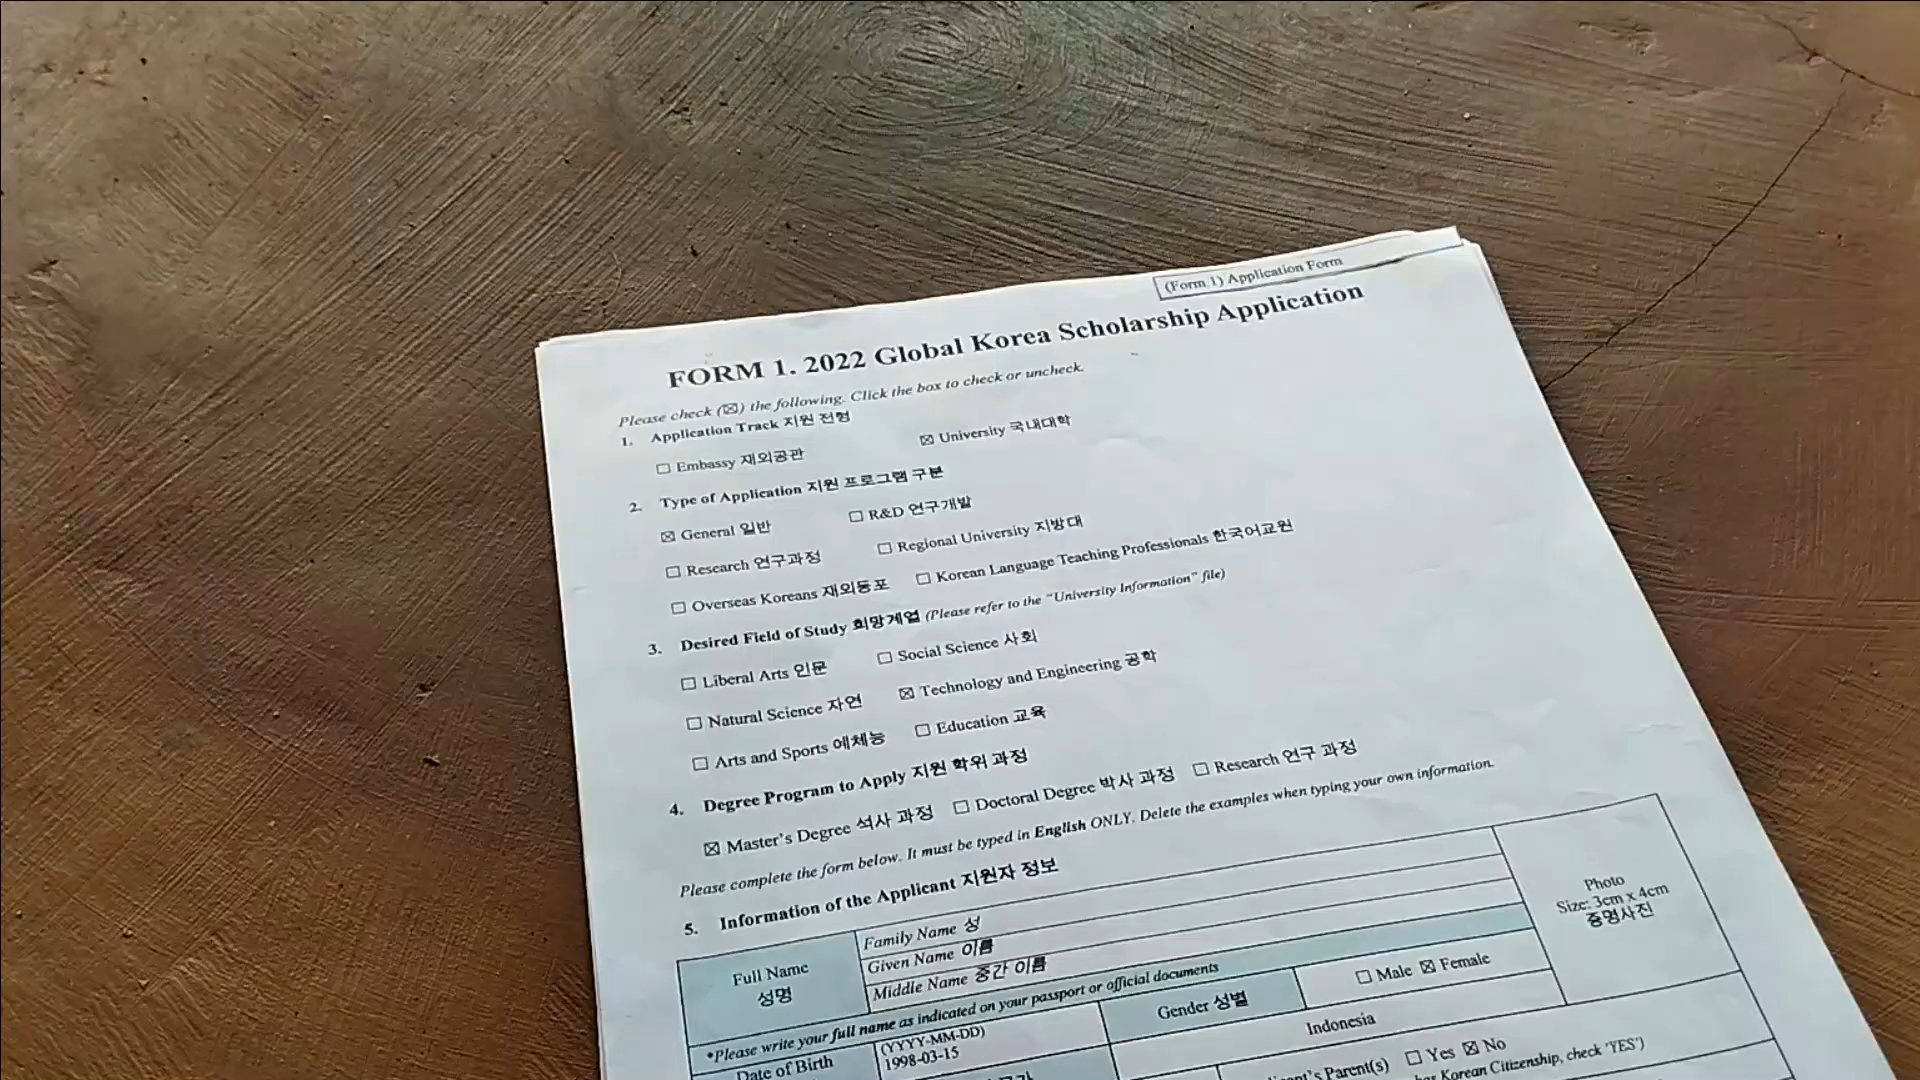 (Form 1) Application Form
FORM 1. 2022 Global Korea Scholarship Application
Please check (☒) the following. Click the box to check or uncheck.
1. Application Track 지원 전형
☐ Embassy 재외공관 ☒ University 국내대학
2. Type of Application 지원 프로그램 구분
☒ General 일반 ☐ R&D 연구개발
☐ Research 연구과정 ☐ Regional University 지방대
☐ Overseas Koreans 재외동포 ☐ Korean Language Teaching Professionals 한국어교원
3. Desired Field of Study 희망계열 (Please refer to the "University Information" file)
☐ Liberal Arts 인문 ☐ Social Science 사회
☐ Natural Science 자연 ☒ Technology and Engineering 공학
☐ Arts and Sports 예체능 ☐ Education 교육
4. Degree Program to Apply 지원 학위 과정
☒ Master's Degree 석사 과정 ☐ Doctoral Degree 박사 과정 ☐ Research 연구 과정
Please complete the form below. It must be typed in English ONLY. Delete the examples when typing your own information.
5. Information of the Applicant 지원자 정보
Full Name
성명
Family Name 성
Given Name 이름
Middle Name 중간 이름
Photo
Size: 3cm x 4cm
증명사진
*Please write your full name as indicated on your passport or official documents
Date of Birth
(YYYY-MM-DD)
1998-03-15
Gender 성별
☐ Male ☒ Female
Indonesia
Parent(s) ☐ Yes ☒ No
Korean Citizenship, check 'YES')